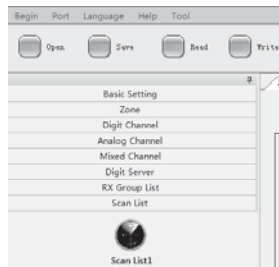 Begin Port Language Help Tool
Open Save Read Write
Basic Setting
Zone
Digit Channel
Analog Channel
Mixed Channel
Digit Server
RX Group List
Scan List
Scan List1